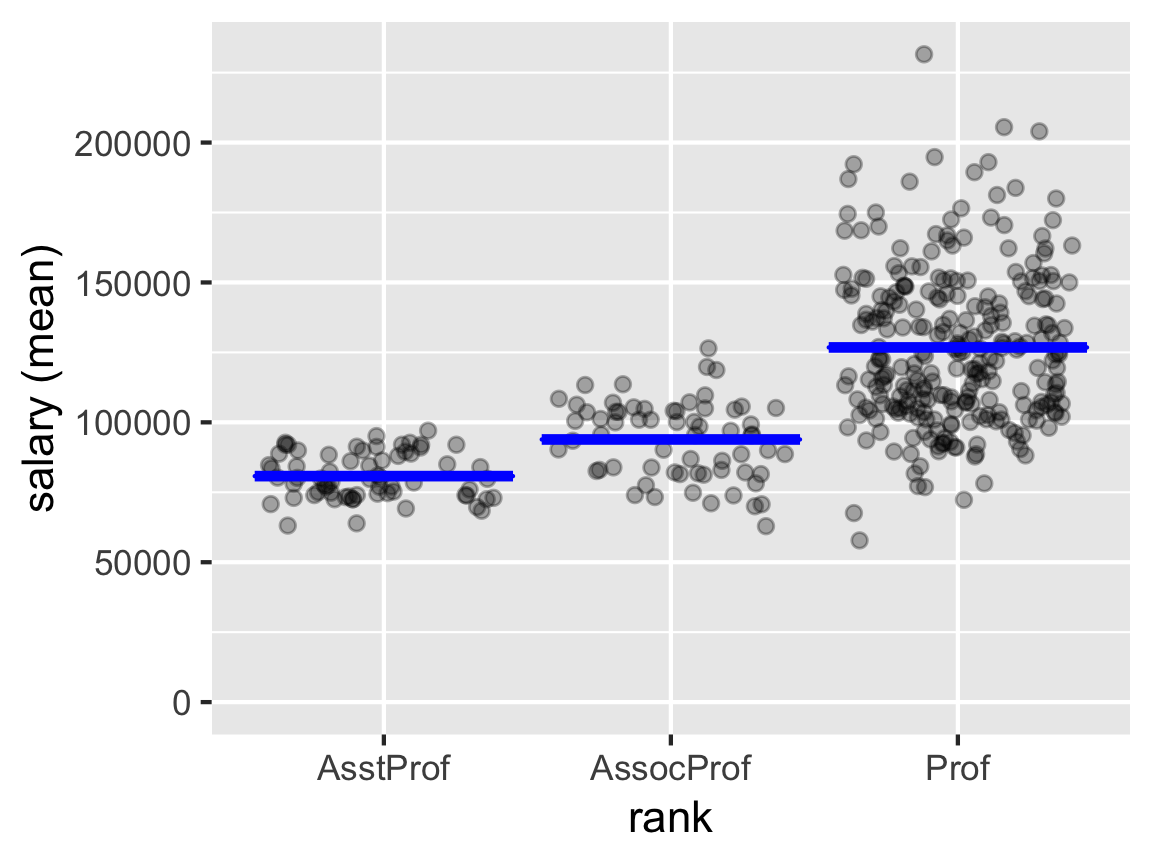 salary (mean)
200000
150000
100000
50000
0
AsstProf
AssocProf
Prof
rank